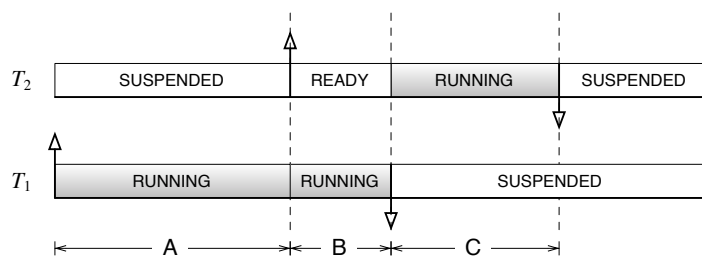 T2 SUSPENDED READY RUNNING SUSPENDED
T1 RUNNING RUNNING SUSPENDED
A B C